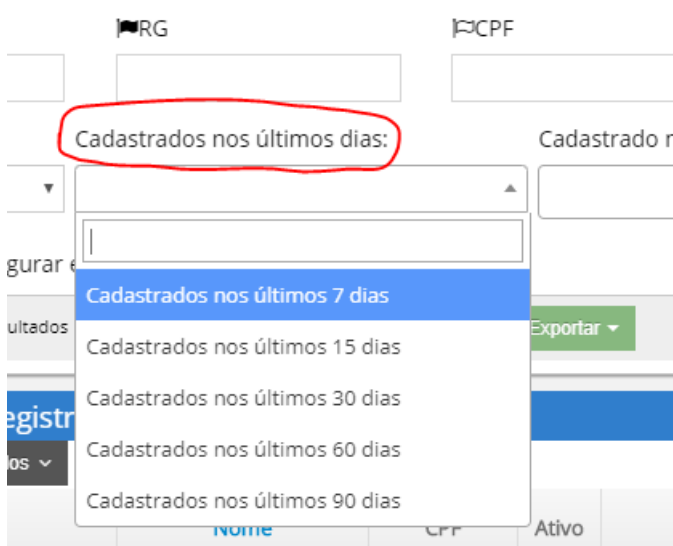 RG
CPF
Cadastrados nos últimos dias:
Cadastrado
gurar
Cadastrados nos últimos 7 dias
ultados
Exportar
Cadastrados nos últimos 15 dias
Cadastrados nos últimos 30 dias
egistr
Cadastrados nos últimos 60 dias
dos
Cadastrados nos últimos 90 dias
Nome
CPF
Ativo